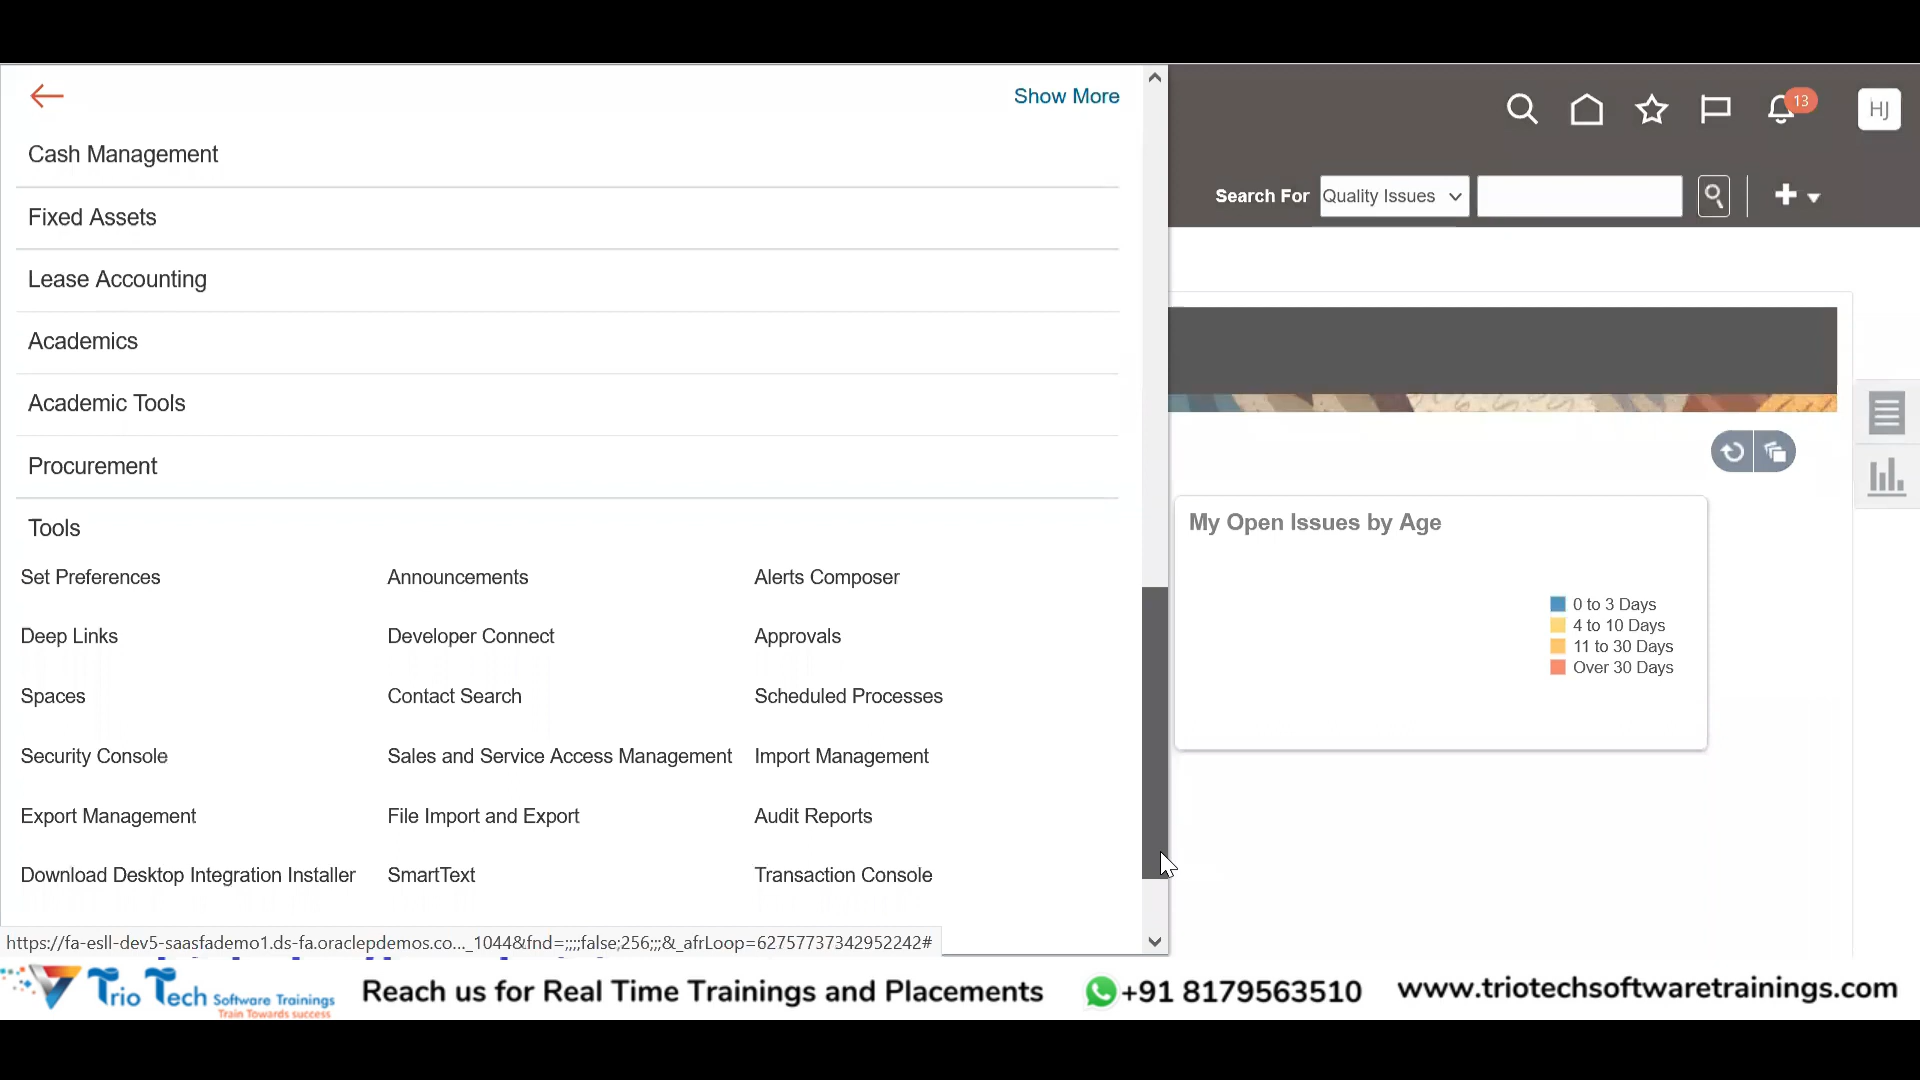 Show More
13
HJ
Cash Management
Search For Quality Issues
Fixed Assets
Lease Accounting
Academics
Academic Tools
Procurement
Tools
My Open Issues by Age
Set Preferences Announcements Alerts Composer
0 to 3 Days
4 to 10 Days
Deep Links Developer Connect Approvals
11 to 30 Days
Over 30 Days
Spaces Contact Search Scheduled Processes
Security Console Sales and Service Access Management Import Management
Export Management File Import and Export Audit Reports
Download Desktop Integration Installer SmartText Transaction Console
https://fa-esll-dev5-saasfademo1.ds-fa.oraclepdemos.co..._1044&fnd=;;;;false;256;;;&_afrLoop=62757737342952242#
Trio Tech Software Trainings
Train Towards success
Reach us for Real Time Trainings and Placements +91 8179563510 www.triotechsoftwaretrainings.com